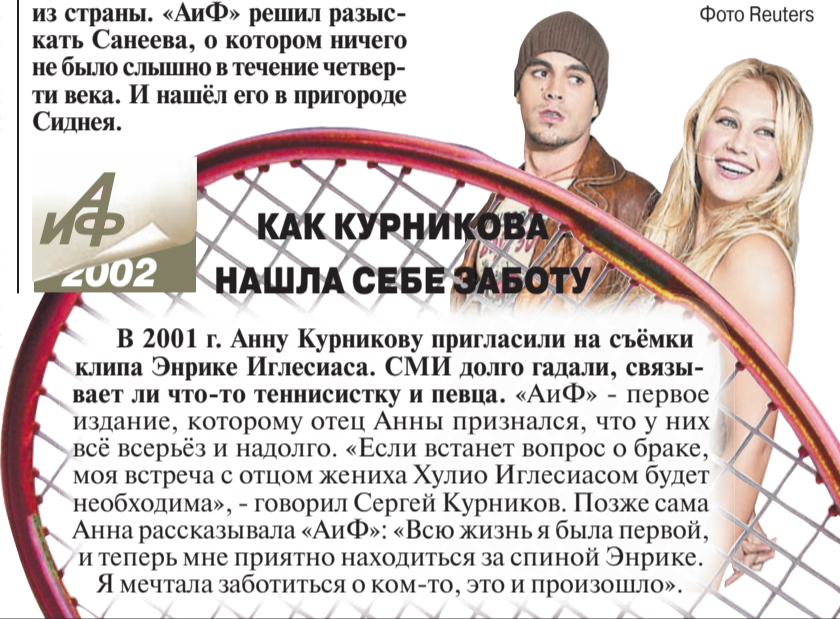 из страны. «АиФ» решил разыс-
кать Санеева, о котором ничего
не было слышно в течение четвер-
ти века. И нашёл его в пригороде
Сиднея.
Фото Reuters
АиФ
2002
КАК КУРНИКОВА
НАШЛА СЕБЕ ЗАБОТУ
В 2001 г. Анну Курникову пригласили на съёмки
клипа Энрике Иглесиаса. СМИ долго гадали, связы-
вает ли что-то теннисистку и певца. «АиФ» - первое
издание, которому отец Анны признался, что у них
всё всерьёз и надолго. «Если встанет вопрос о браке,
моя встреча с отцом жениха Хулио Иглесиасом будет
необходима», - говорил Сергей Курников. Позже сама
Анна рассказывала «АиФ»: «Всю жизнь я была первой,
и теперь мне приятно находиться за спиной Энрике.
Я мечтала заботиться о ком-то, это и произошло».